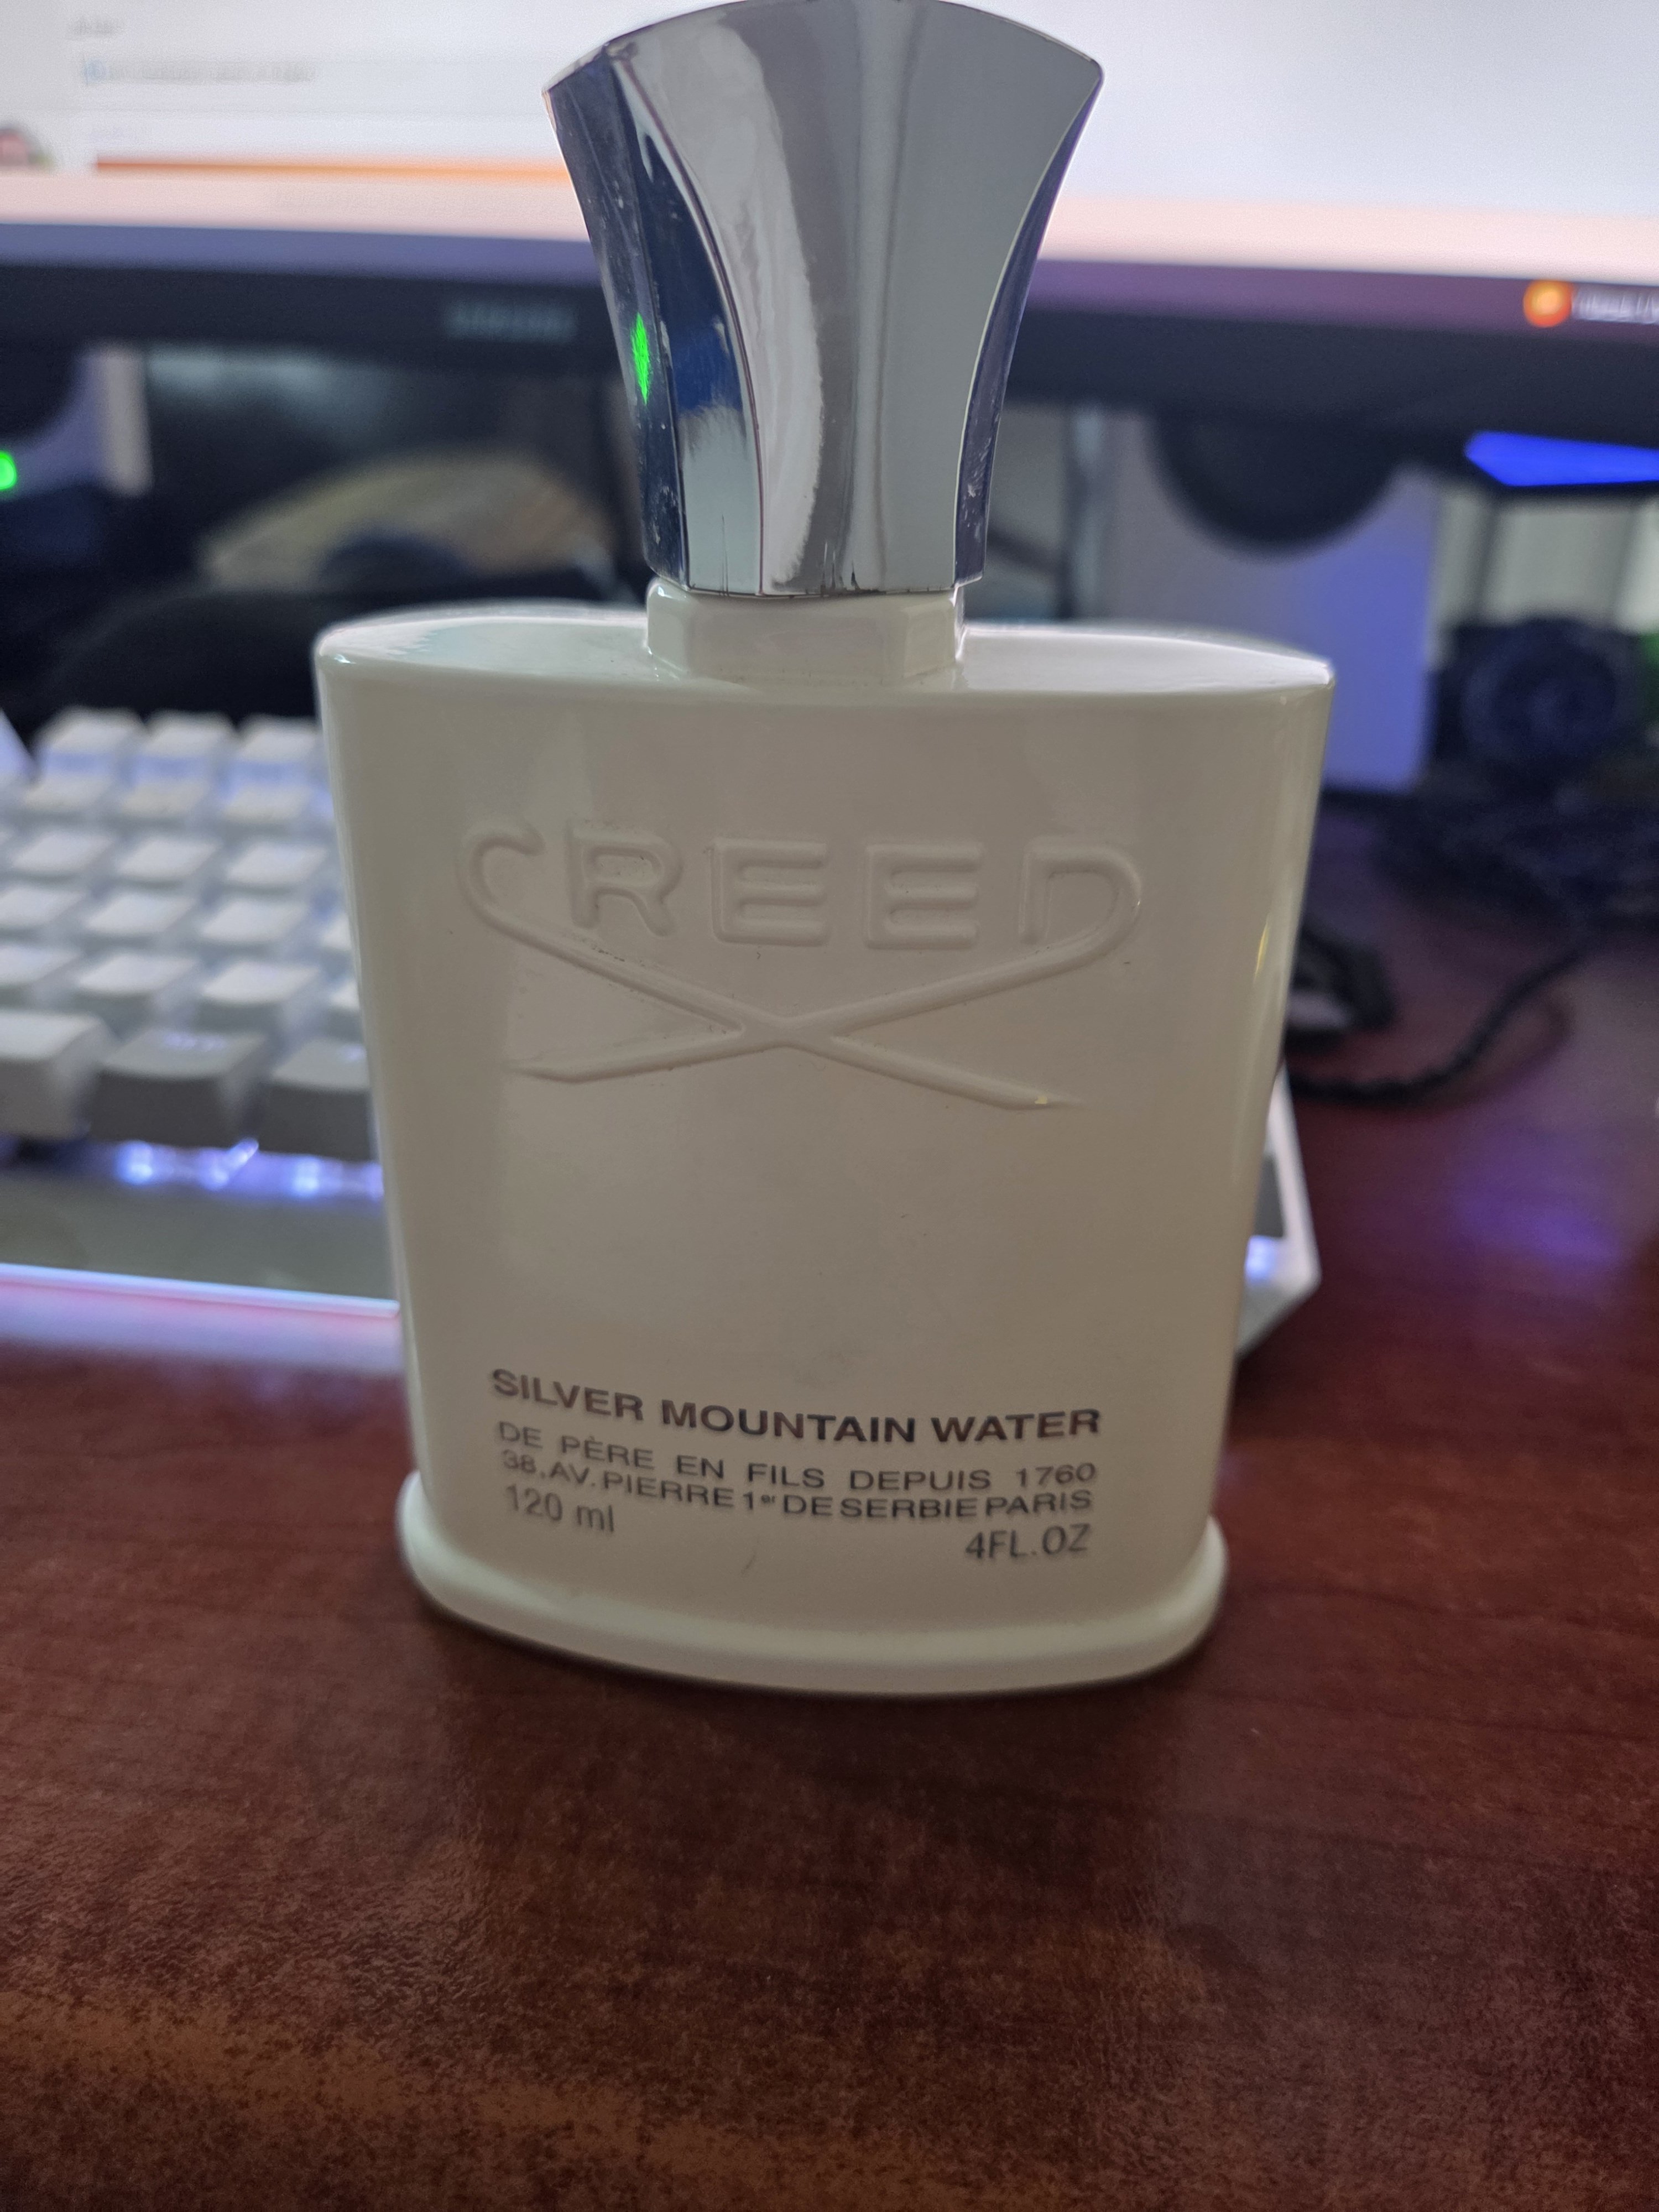 CREED
SILVER MOUNTAIN WATER
DE PÈRE EN FILS DEPUIS 1760
38,AV.PIERRE 1er DE SERBIE PARIS
120 ml
4FL.OZ